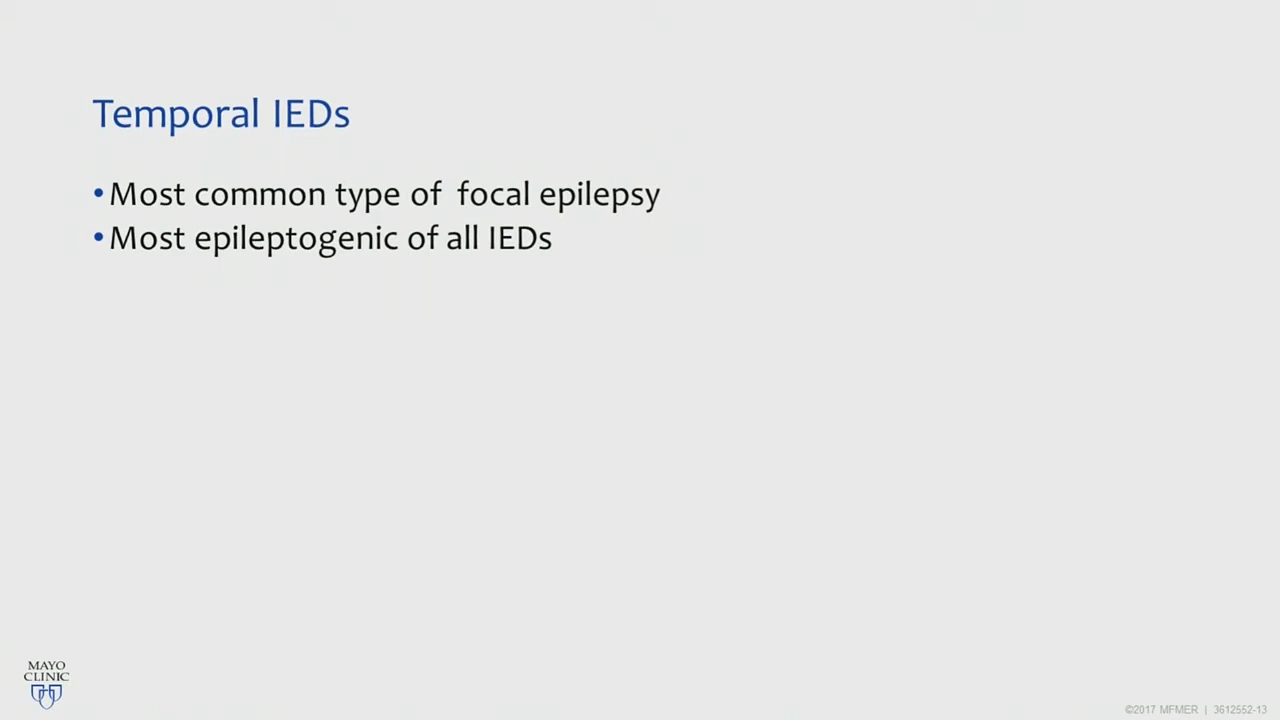 Temporal IEDs
•Most common type of focal epilepsy
•Most epileptogenic of all IEDs
MAYO
CLINIC
©2017 MFMER | 3612552-13